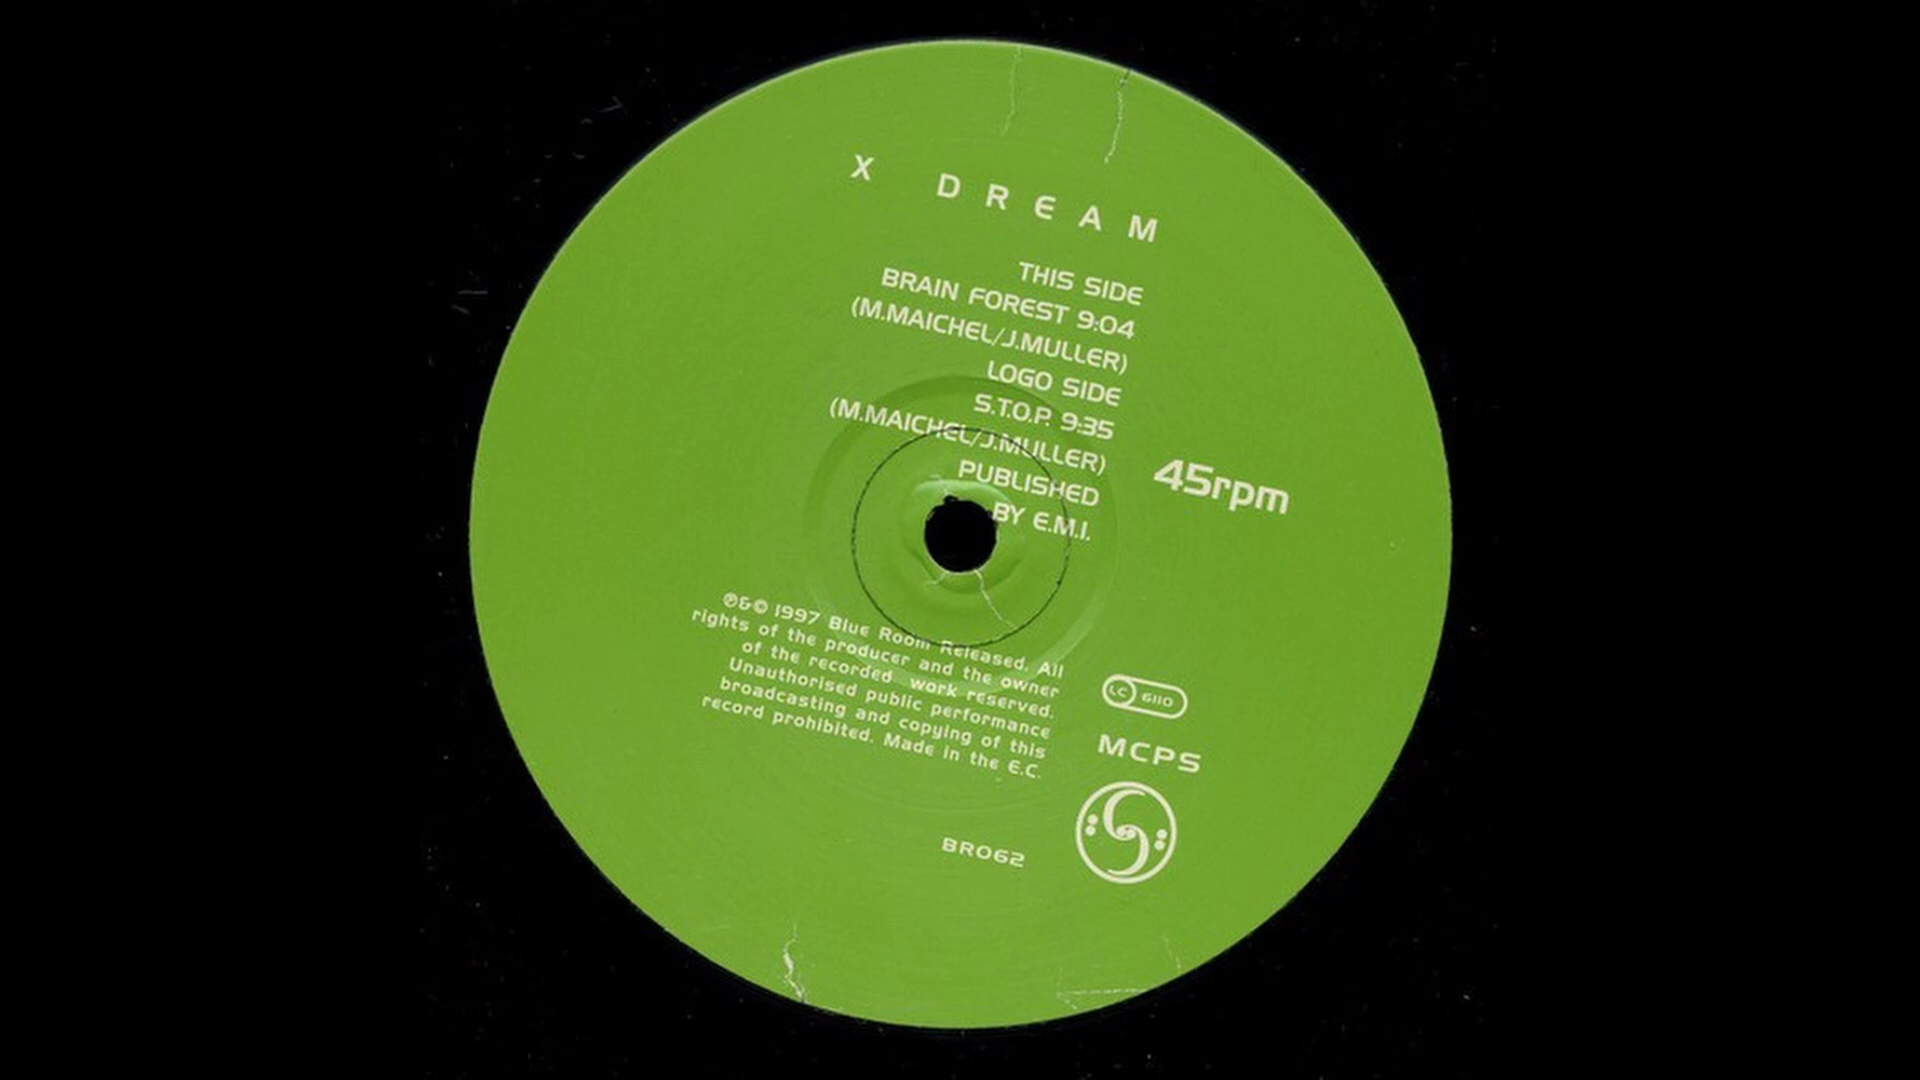 X DREAM
THIS SIDE
BRAIN FOREST 9:04
(M.MAICHEL/J.MULLER)
LOGO SIDE
S.T.O.P. 9:35
(M.MAICHEL/J.MULLER)
PUBLISHED
BY E.M.I.
45rpm
℗&© 1997 Blue Room Released. All
rights of the producer and the owner
of the recorded work reserved.
Unauthorised public performance
broadcasting and copying of this
record prohibited. Made in the E.C.
LC 6110
MCPS
BR062